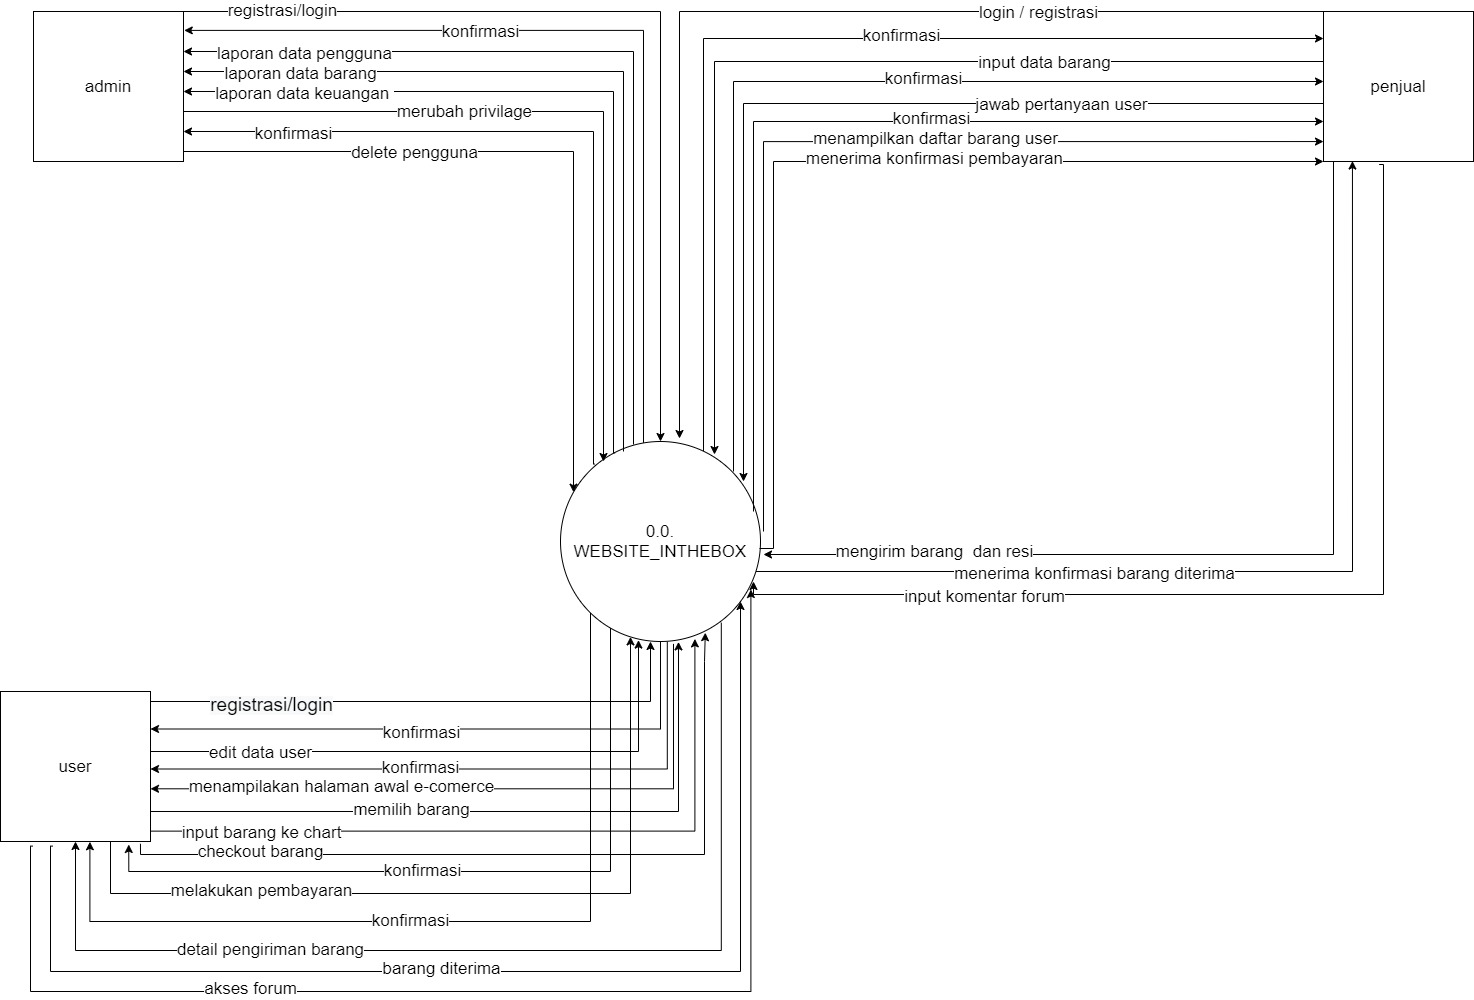 registrasi/login
konfirmasi
laporan data pengguna
laporan data barang
laporan data keuangan
merubah privilage
konfirmasi
delete pengguna
admin
login / registrasi
konfirmasi
input data barang
konfirmasi
jawab pertanyaan user
konfirmasi
menampilkan daftar barang user
menerima konfirmasi pembayaran
penjual
0.0.
WEBSITE_INTHEBOX
mengirim barang dan resi
menerima konfirmasi barang diterima
input komentar forum
user
registrasi/login
konfirmasi
edit data user
konfirmasi
menampilakan halaman awal e-comerce
memilih barang
input barang ke chart
checkout barang
konfirmasi
melakukan pembayaran
konfirmasi
detail pengiriman barang
barang diterima
akses forum